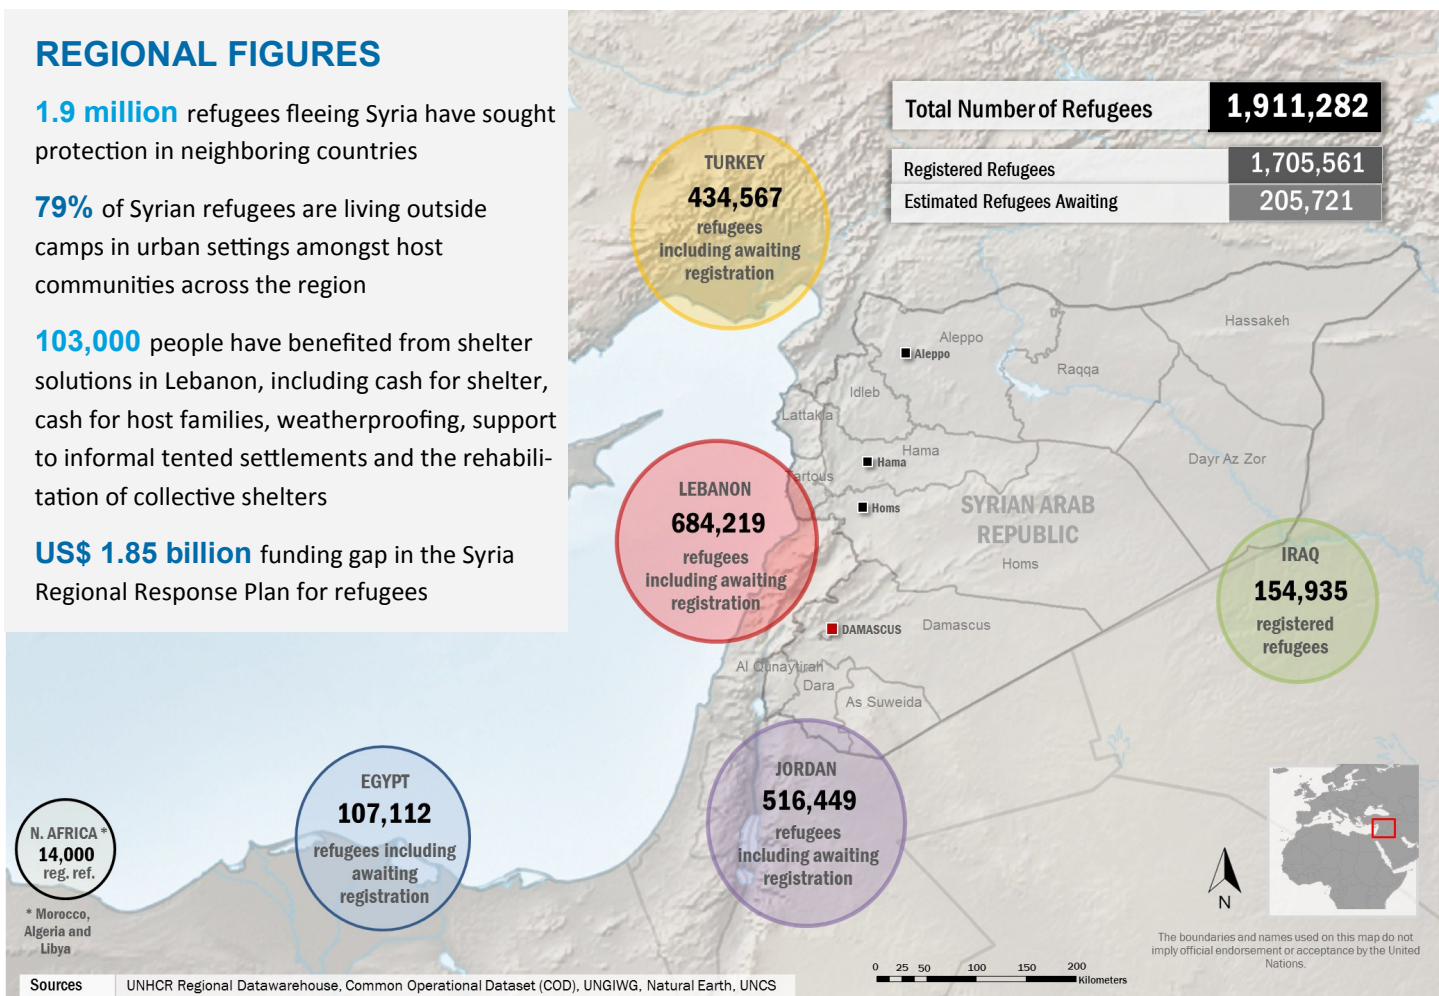 REGIONAL FIGURES
1.9 million refugees fleeing Syria have sought
protection in neighboring countries
79% of Syrian refugees are living outside
camps in urban settings amongst host
communities across the region
103,000 people have benefited from shelter
solutions in Lebanon, including cash for shelter,
cash for host families, weatherproofing, support
to informal tented settlements and the rehabili-
tation of collective shelters
US$ 1.85 billion funding gap in the Syria
Regional Response Plan for refugees
Total Number of Refugees 1,911,282
Registered Refugees 1,705,561
Estimated Refugees Awaiting 205,721
TURKEY
434,567
refugees
including awaiting
registration
Hassakeh
Aleppo
Aleppo
Raqqa
Idleb
Lattakia
Hama
Hama
Dayr Az Zor
Tartous
LEBANON
684,219
refugees
including awaiting
registration
Homs
SYRIAN ARAB
REPUBLIC
Homs
IRAQ
154,935
registered
refugees
DAMASCUS
Damascus
Al Qunaytirah
Dara
As Suweida
JORDAN
516,449
refugees
including awaiting
registration
EGYPT
107,112
refugees including
awaiting
registration
N. AFRICA *
14,000
reg. ref.
* Morocco,
Algeria and
Libya
N
The boundaries and names used on this map do not
imply official endorsement or acceptance by the United
Nations.
0 25 50 100 150 200
Kilometers
Sources UNHCR Regional Datawarehouse, Common Operational Dataset (COD), UNGIWG, Natural Earth, UNCS